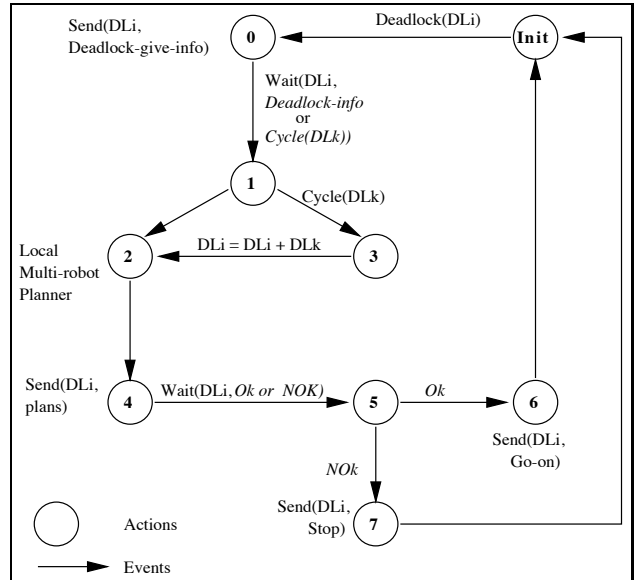 Send(DLi,
Deadlock-give-info)
0
Deadlock(DLi)
Init
Wait(DLi,
Deadlock-info
or
Cycle(DLk))
1
Cycle(DLk)
Local
Multi-robot
Planner
2
DLi = DLi + DLk
3
Send(DLi,
plans)
4
Wait(DLi, Ok or NOK)
5
Ok
6
Send(DLi,
Go-on)
NOk
Send(DLi,
Stop)
7
Actions
Events